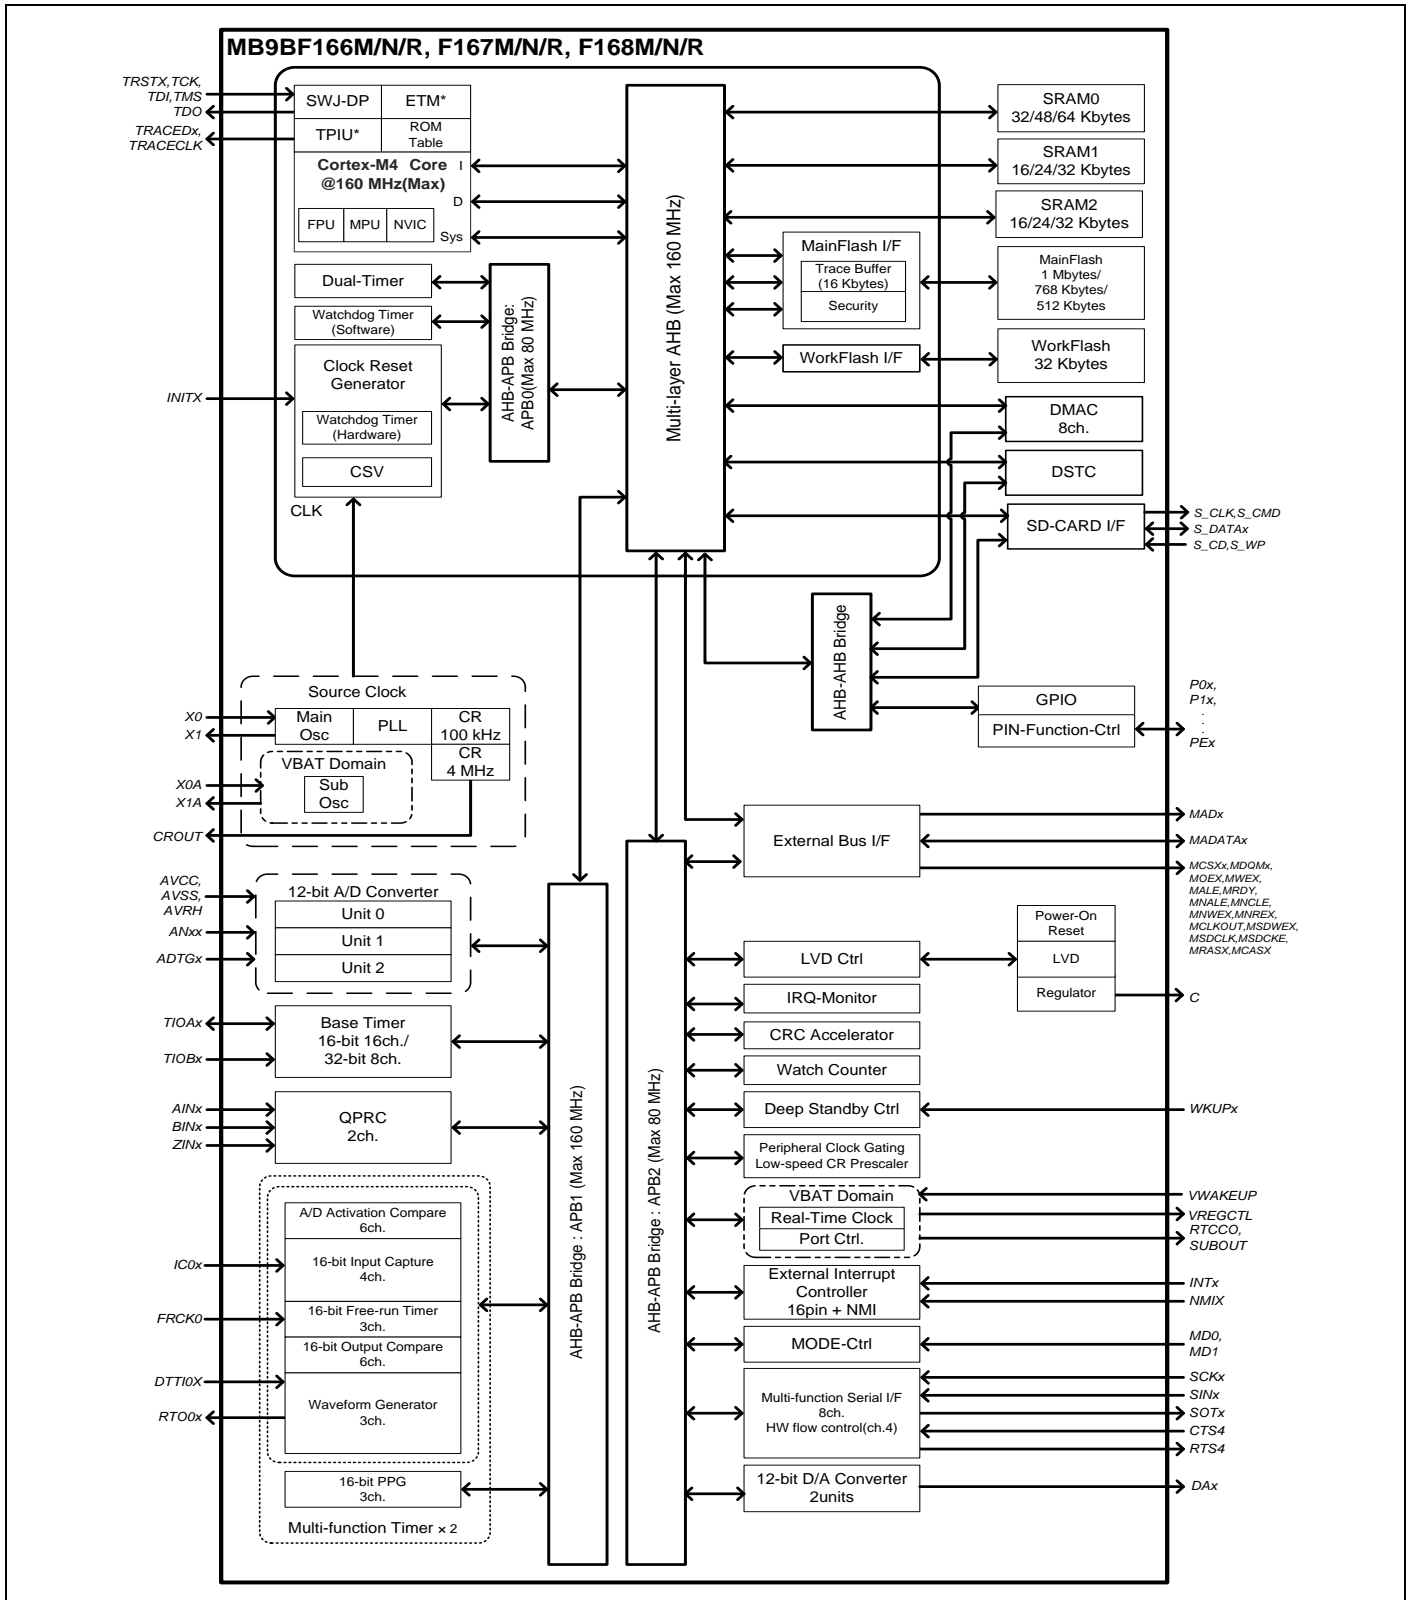 MB9BF166M/N/R, F167M/N/R, F168M/N/R
TRSTX,TCK,
TDI,TMS
TDO
TRACEDx,
TRACECLK
SWJ-DP
ETM*
TPIU*
ROM
Table
Cortex-M4 Core
@160 MHz(Max)
I
D
Sys
FPU
MPU
NVIC
Dual-Timer
Watchdog Timer
(Software)
Clock Reset
Generator
Watchdog Timer
(Hardware)
CSV
CLK
INITX
AHB-APB Bridge:
APB0(Max 80 MHz)
Multi-layer AHB (Max 160 MHz)
SRAM0
32/48/64 Kbytes
SRAM1
16/24/32 Kbytes
SRAM2
16/24/32 Kbytes
MainFlash I/F
Trace Buffer
(16 Kbytes)
Security
MainFlash
1 Mbytes/
768 Kbytes/
512 Kbytes
WorkFlash I/F
WorkFlash
32 Kbytes
DMAC
8ch.
DSTC
SD-CARD I/F
S_CLK,S_CMD
S_DATAx
S_CD,S_WP
AHB-AHB Bridge
GPIO
PIN-Function-Ctrl
P0x,
P1x,
.
.
PEx
Source Clock
X0
X1
Main
Osc
PLL
CR
100 kHz
CR
4 MHz
VBAT Domain
Sub
Osc
X0A
X1A
CROUT
External Bus I/F
MADx
MADATAx
MCSXx,MDQMx,
MOEX,MWEX,
MALE,MRDY,
MNALE,MNCLE,
MNWEX,MNREX,
MCLKOUT,MSDWEX,
MSDCLK,MSDCKE,
MRASX,MCASX
AVCC,
AVSS,
AVRH
ANxx
ADTGx
12-bit A/D Converter
Unit 0
Unit 1
Unit 2
TIOAx
TIOBx
Base Timer
16-bit 16ch./
32-bit 8ch.
AINx
BINx
ZINx
QPRC
2ch.
A/D Activation Compare
6ch.
IC0x
16-bit Input Capture
4ch.
FRCK0
16-bit Free-run Timer
3ch.
16-bit Output Compare
6ch.
DTTI0X
RTO0x
Waveform Generator
3ch.
16-bit PPG
3ch.
Multi-function Timer × 2
AHB-APB Bridge : APB1 (Max 160 MHz)
AHB-APB Bridge : APB2 (Max 80 MHz)
LVD Ctrl
Power-On
Reset
LVD
Regulator
C
IRQ-Monitor
CRC Accelerator
Watch Counter
Deep Standby Ctrl
WKUPx
Peripheral Clock Gating
Low-speed CR Prescaler
VBAT Domain
Real-Time Clock
Port Ctrl.
VWAKEUP
VREGCTL
RTCCO,
SUBOUT
External Interrupt
Controller
16pin + NMI
INTx
NMIX
MODE-Ctrl
MD0,
MD1
Multi-function Serial I/F
8ch.
HW flow control(ch.4)
SCKx
SINx
SOTx
CTS4
RTS4
12-bit D/A Converter
2units
DAx